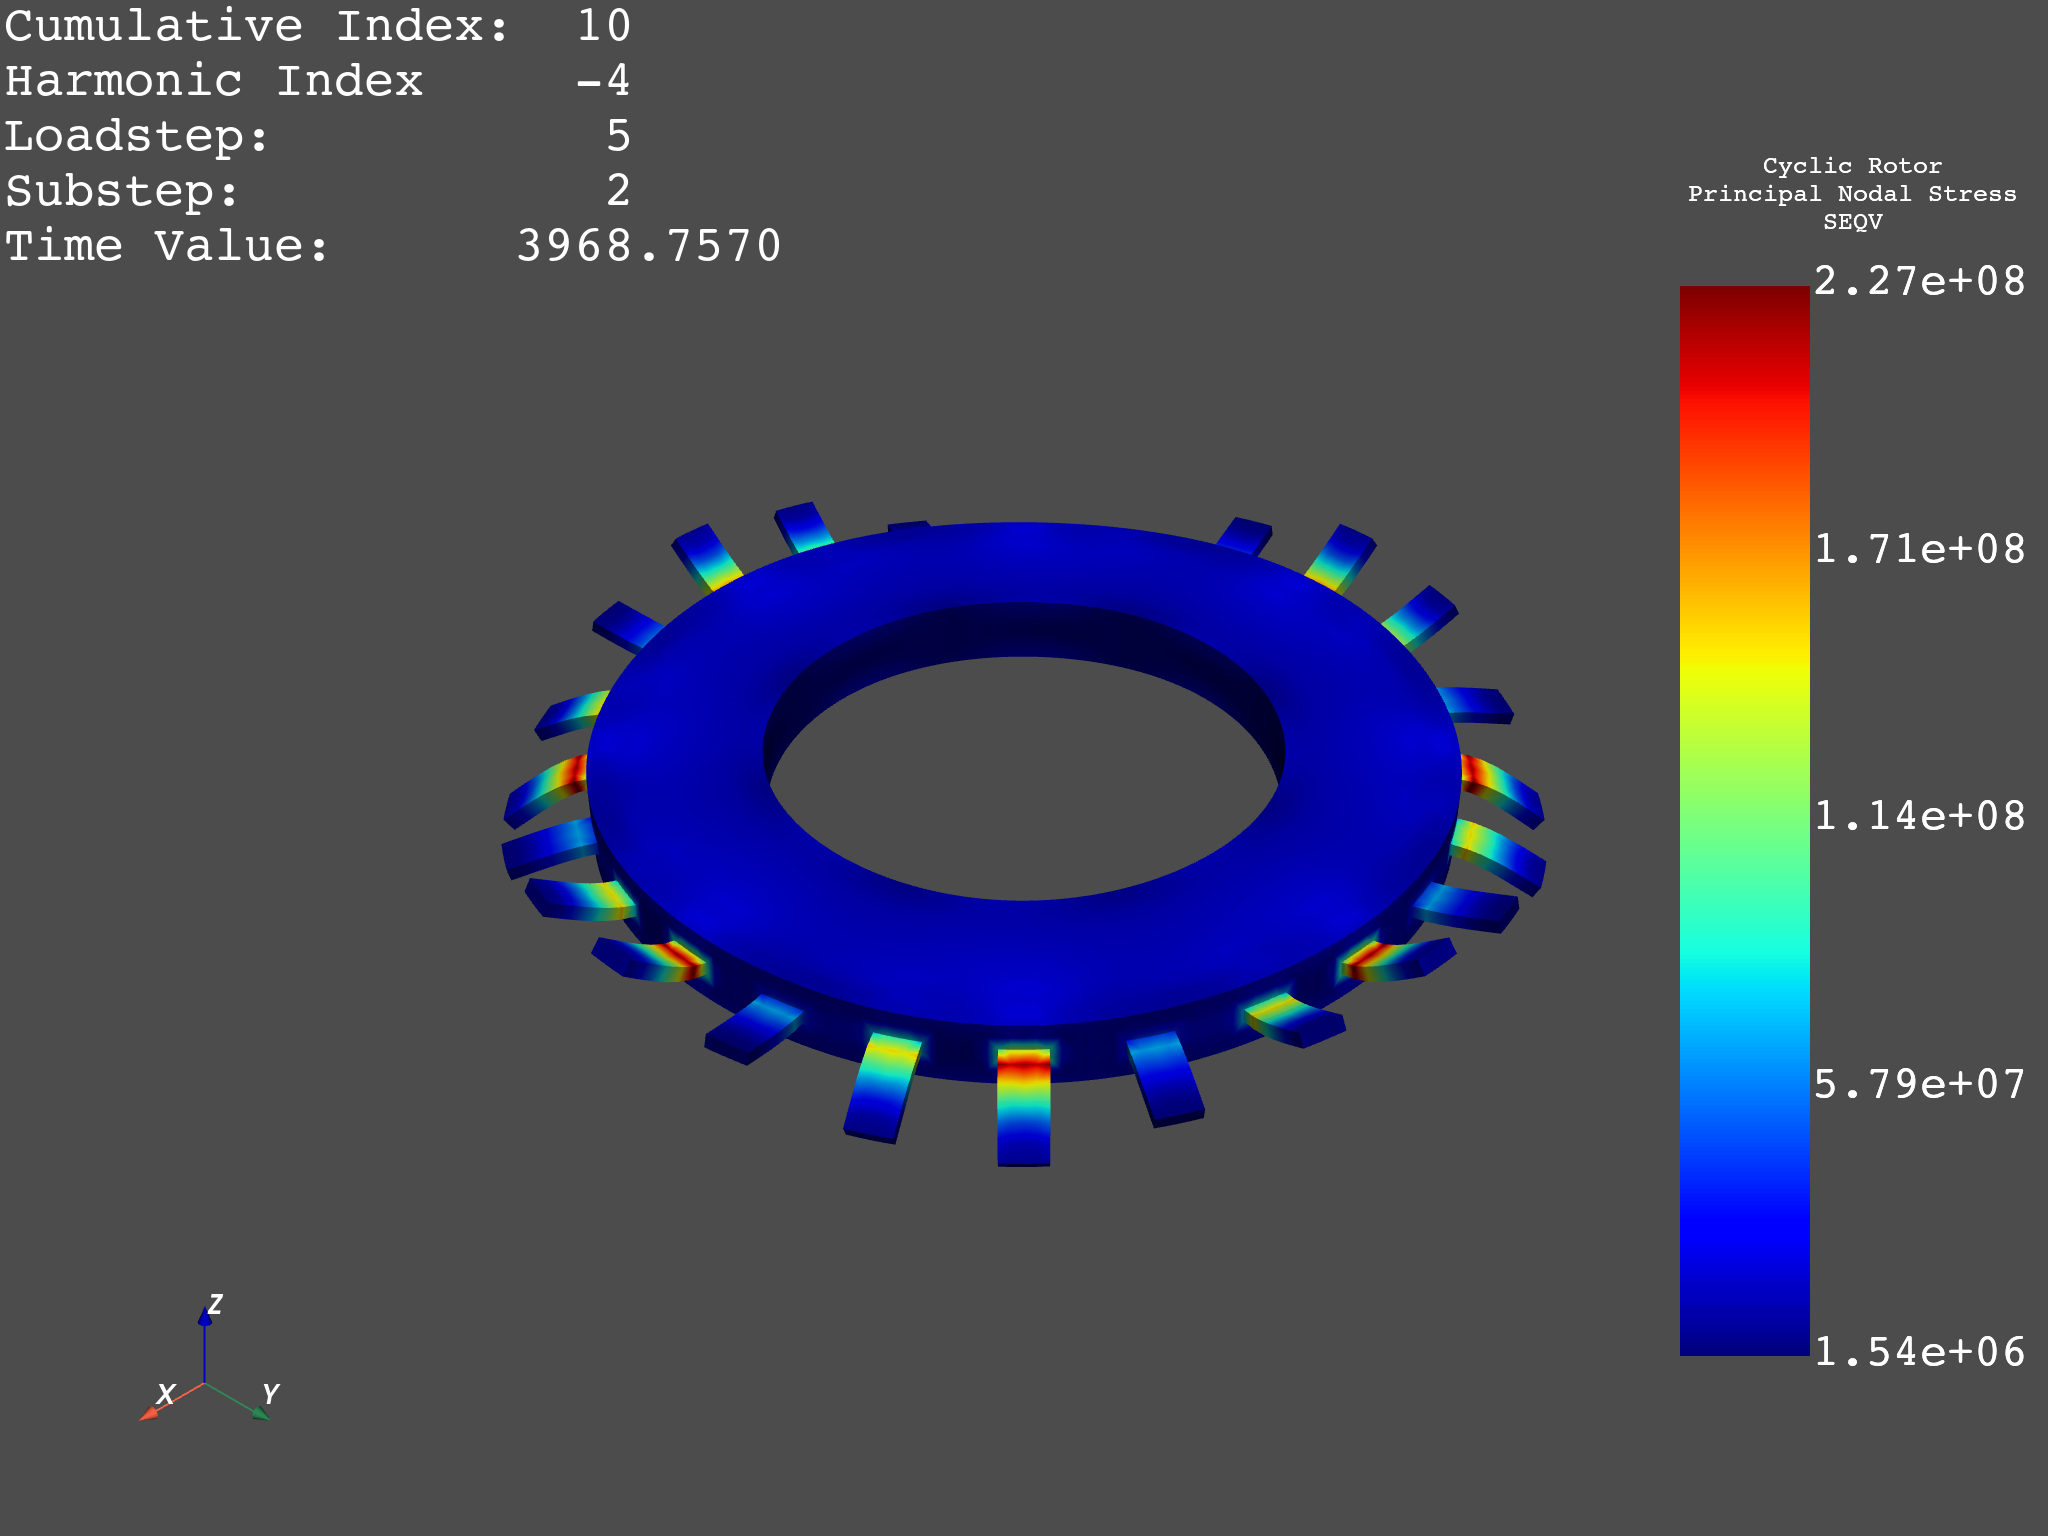 Cumulative Index: 10
Harmonic Index -4
Loadstep: 5
Substep: 2
Time Value: 3968.7570
Cyclic Rotor
Principal Nodal Stress
SEQV
2.27e+08
1.71e+08
1.14e+08
5.79e+07
1.54e+06
Z
X
Y